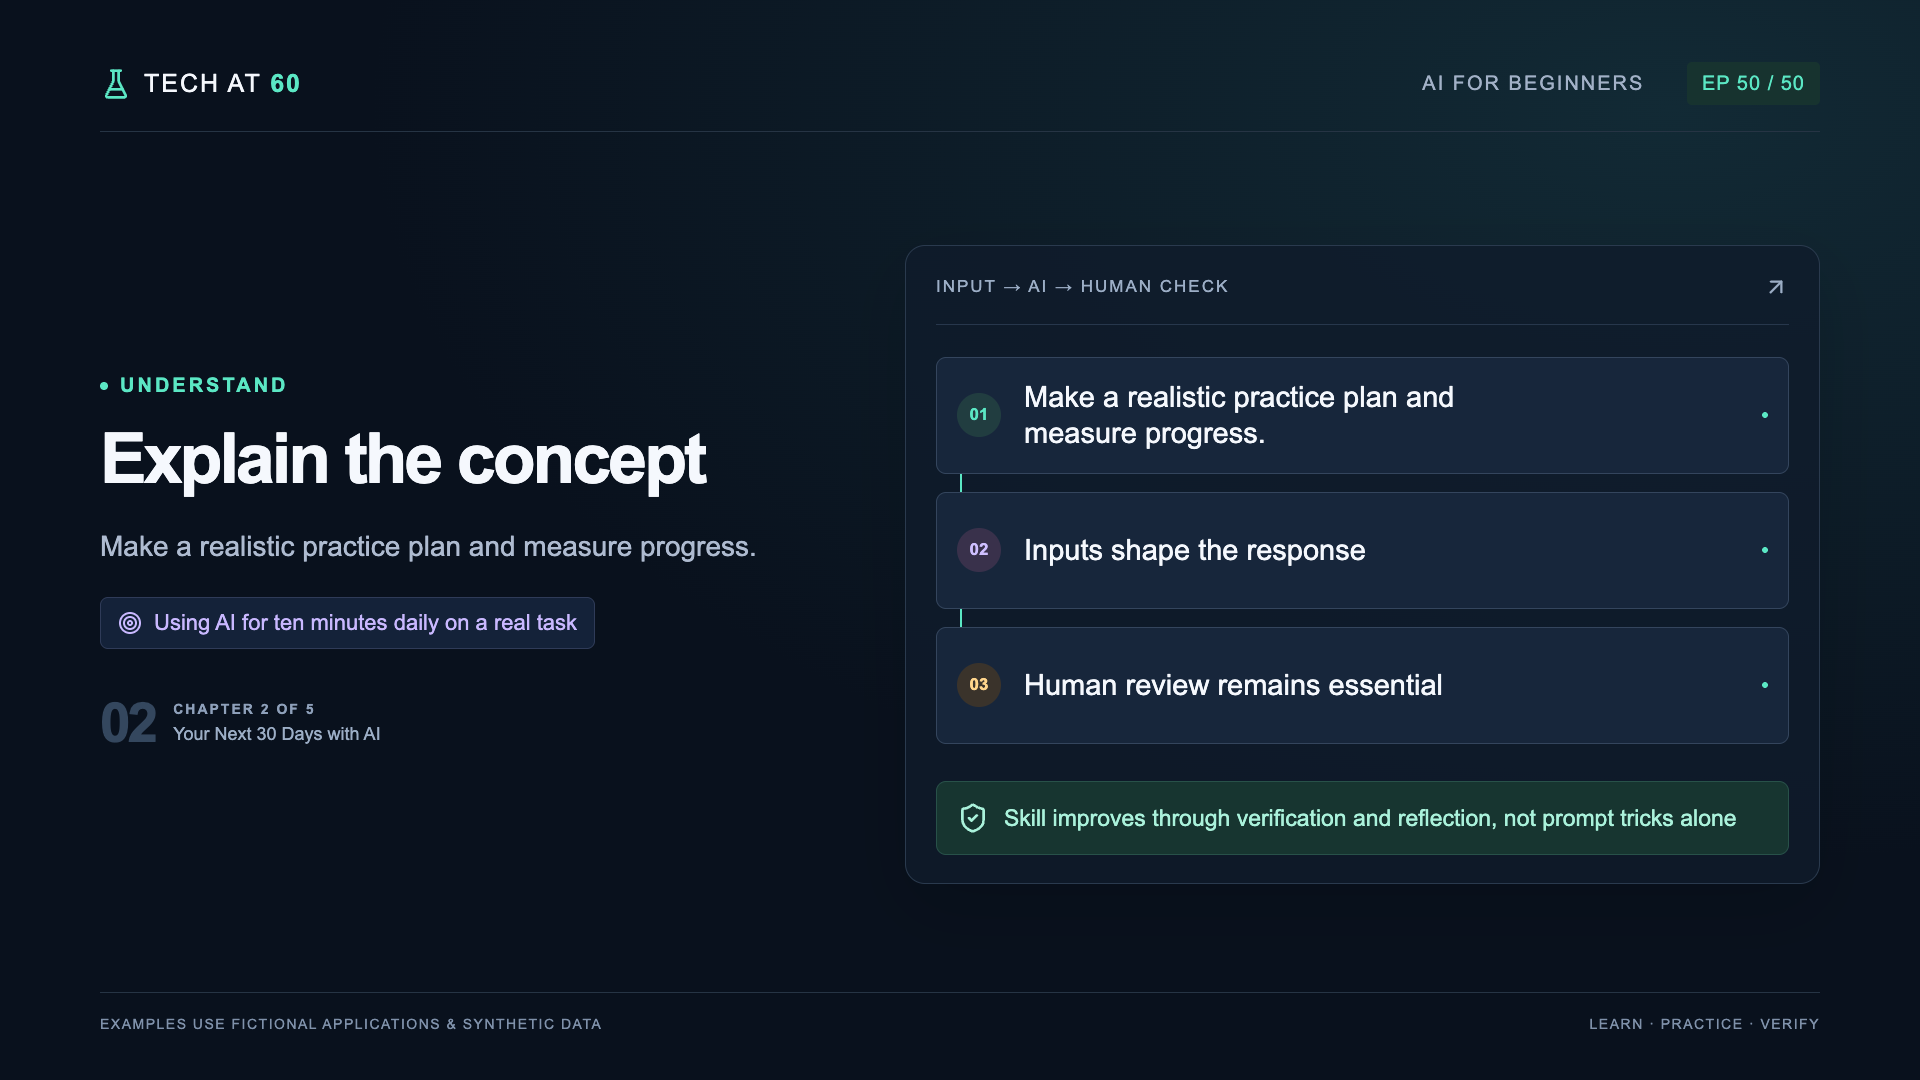 TECH AT 60
AI FOR BEGINNERS
EP 50 / 50
UNDERSTAND
Explain the concept
Make a realistic practice plan and measure progress.
Using AI for ten minutes daily on a real task
02
CHAPTER 2 OF 5
Your Next 30 Days with AI
INPUT → AI → HUMAN CHECK
01
Make a realistic practice plan and
measure progress.
02
Inputs shape the response
03
Human review remains essential
Skill improves through verification and reflection, not prompt tricks alone
EXAMPLES USE FICTIONAL APPLICATIONS & SYNTHETIC DATA
LEARN · PRACTICE · VERIFY